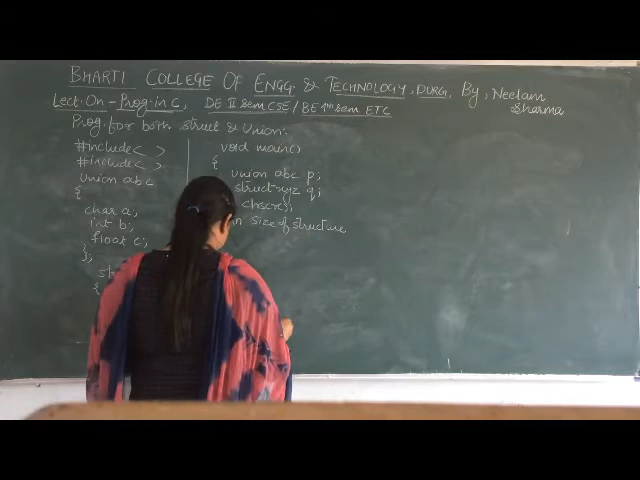 BHARTI COLLEGE OF ENGG. & TECHNOLOGY, DURG, By, Neelam Sharma
Lect. On - Prog. in C, DE II sem CSE / BE 1st sem ETC
Prog. for both struct & Union:-
#include< >
#include< >
union abc
{
char a;
int b;
float c;
};
st
{
void main()
{
union abc p;
struct xyz q;
clrscr();
n size of structure